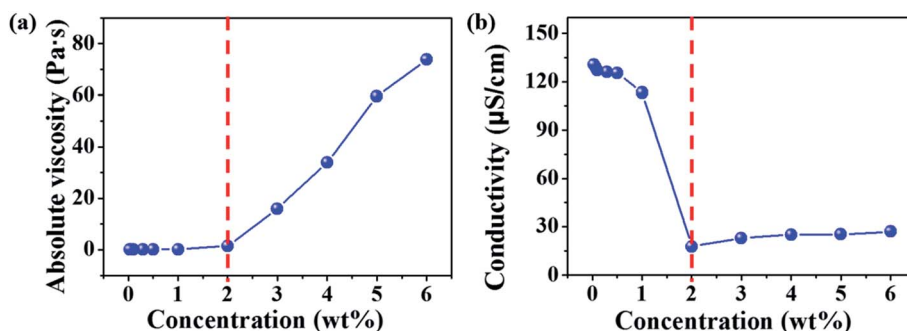 (a)
Absolute viscosity (Pa·s)
80
60
40
20
0
0 1 2 3 4 5 6
Concentration (wt%)
(b)
Conductivity (µS/cm)
150
120
90
60
30
0
0 1 2 3 4 5 6
Concentration (wt%)